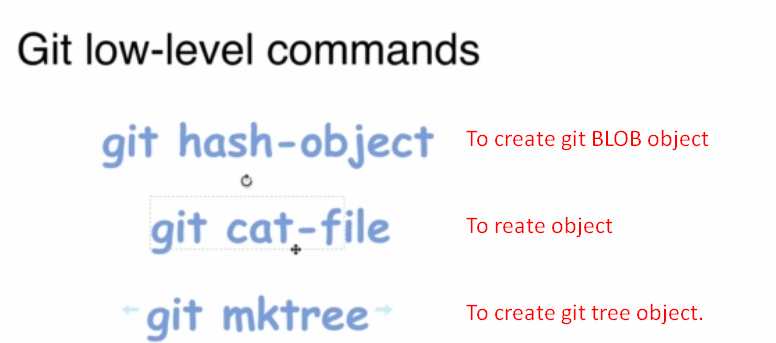 Git low-level commands
git hash-object To create git BLOB object
git cat-file To reate object
git mktree To create git tree object.